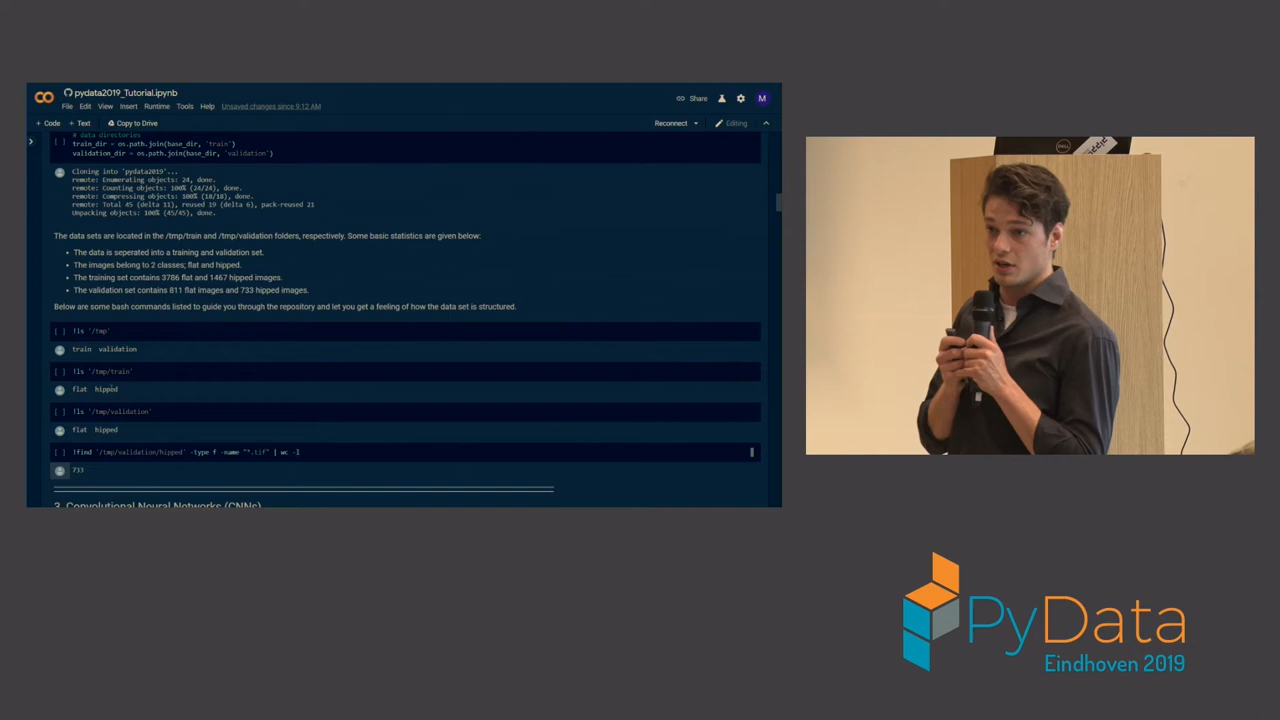 pydata2019_Tutorial.ipynb
File Edit View Insert Runtime Tools Help Unsaved changes since 9:12 AM
Share
M
+ Code + Text Copy to Drive
Reconnect
Editing
# data directories
[ ] train_dir = os.path.join(base_dir, 'train')
validation_dir = os.path.join(base_dir, 'validation')
Cloning into 'pydata2019'...
remote: Enumerating objects: 24, done.
remote: Counting objects: 100% (24/24), done.
remote: Compressing objects: 100% (18/18), done.
remote: Total 45 (delta 11), reused 19 (delta 6), pack-reused 21
Unpacking objects: 100% (45/45), done.
The data sets are located in the /tmp/train and /tmp/validation folders, respectively. Some basic statistics are given below:
• The data is seperated into a training and validation set.
• The images belong to 2 classes; flat and hipped.
• The training set contains 3786 flat and 1467 hipped images.
• The validation set contains 811 flat images and 733 hipped images.
Below are some bash commands listed to guide you through the repository and let you get a feeling of how the data set is structured.
[ ] !ls '/tmp'
train validation
[ ] !ls '/tmp/train'
flat hipped
[ ] !ls '/tmp/validation'
flat hipped
[ ] !find '/tmp/validation/hipped' -type f -name "*.tif" | wc -l
733
3. Convolutional Neural Networks (CNNs)
DELL
PyData
Eindhoven 2019